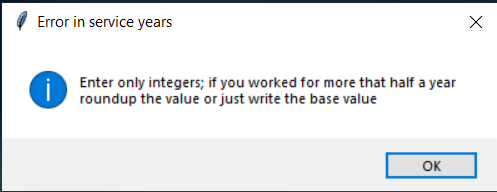 Error in service years
Enter only integers; if you worked for more that half a year
roundup the value or just write the base value
OK